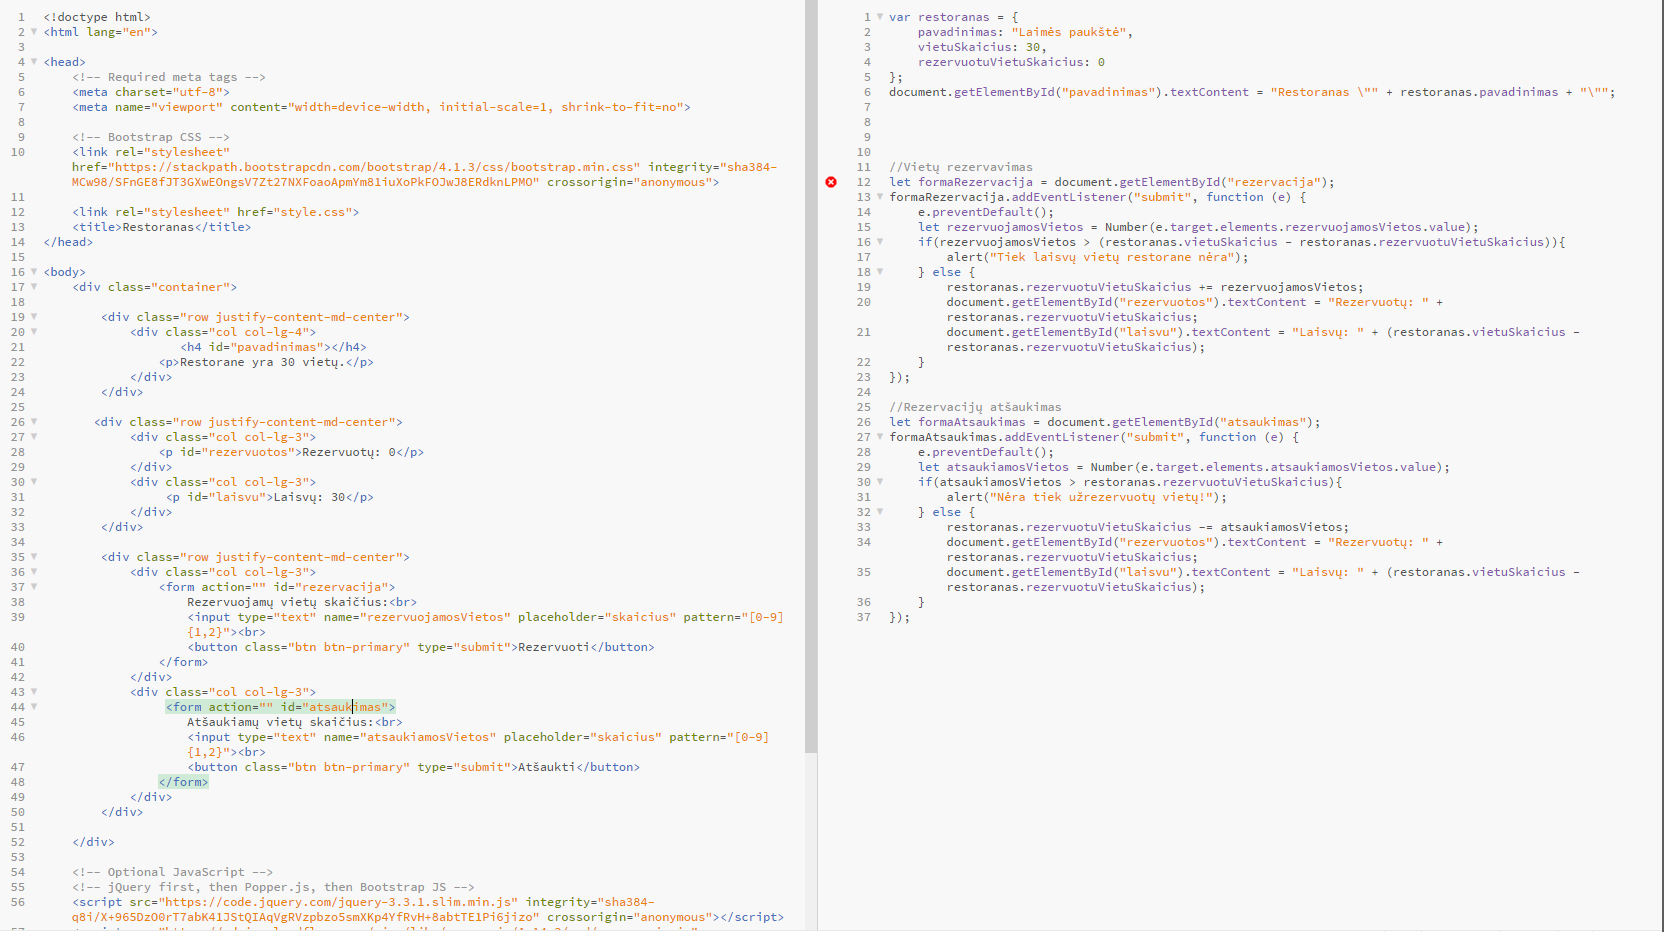 1 <!doctype html>
2 <html lang="en">
3
4 <head>
5 <!-- Required meta tags -->
6 <meta charset="utf-8">
7 <meta name="viewport" content="width=device-width, initial-scale=1, shrink-to-fit=no">
8
9 <!-- Bootstrap CSS -->
10 <link rel="stylesheet"
href="https://stackpath.bootstrapcdn.com/bootstrap/4.1.3/css/bootstrap.min.css" integrity="sha384-
MCw98/SFnGE8fJT3GXwEOngsV7Zt27NXFoaoApmYm81iuXoPkFOJwJ8ERdknLPMO" crossorigin="anonymous">
11
12 <link rel="stylesheet" href="style.css">
13 <title>Restoranas</title>
14 </head>
15
16 <body>
17 <div class="container">
18
19 <div class="row justify-content-md-center">
20 <div class="col col-lg-4">
21 <h4 id="pavadinimas"></h4>
22 <p>Restorane yra 30 vietų.</p>
23 </div>
24 </div>
25
26 <div class="row justify-content-md-center">
27 <div class="col col-lg-3">
28 <p id="rezervuotos">Rezervuotų: 0</p>
29 </div>
30 <div class="col col-lg-3">
31 <p id="laisvu">Laisvų: 30</p>
32 </div>
33 </div>
34
35 <div class="row justify-content-md-center">
36 <div class="col col-lg-3">
37 <form action="" id="rezervacija">
38 Rezervuojamų vietų skaičius:<br>
39 <input type="text" name="rezervuojamosVietos" placeholder="skaicius" pattern="[0-9]
{1,2}"><br>
40 <button class="btn btn-primary" type="submit">Rezervuoti</button>
41 </form>
42 </div>
43 <div class="col col-lg-3">
44 <form action="" id="atsaukimas">
45 Atšaukiamų vietų skaičius:<br>
46 <input type="text" name="atsaukiamosVietos" placeholder="skaicius" pattern="[0-9]
{1,2}"><br>
47 <button class="btn btn-primary" type="submit">Atšaukti</button>
48 </form>
49 </div>
50 </div>
51
52 </div>
53
54 <!-- Optional JavaScript -->
55 <!-- jQuery first, then Popper.js, then Bootstrap JS -->
56 <script src="https://code.jquery.com/jquery-3.3.1.slim.min.js" integrity="sha384-
q8i/X+965DzO0rT7abK41JStQIAqVgRVzpbzo5smXKp4YfRvH+8abtTE1Pi6jizo" crossorigin="anonymous"></script>
1 var restoranas = {
2 pavadinimas: "Laimės paukštė",
3 vietuSkaicius: 30,
4 rezervuotuVietuSkaicius: 0
5 };
6 document.getElementById("pavadinimas").textContent = "Restoranas \"" + restoranas.pavadinimas + "\"";
7
8
9
10
11 //Vietų rezervavimas
12 let formaRezervacija = document.getElementById("rezervacija");
13 formaRezervacija.addEventListener("submit", function (e) {
14 e.preventDefault();
15 let rezervuojamosVietos = Number(e.target.elements.rezervuojamosVietos.value);
16 if(rezervuojamosVietos > (restoranas.vietuSkaicius - restoranas.rezervuotuVietuSkaicius)){
17 alert("Tiek laisvų vietų restorane nėra");
18 } else {
19 restoranas.rezervuotuVietuSkaicius += rezervuojamosVietos;
20 document.getElementById("rezervuotos").textContent = "Rezervuotų: " +
restoranas.rezervuotuVietuSkaicius;
21 document.getElementById("laisvu").textContent = "Laisvų: " + (restoranas.vietuSkaicius -
restoranas.rezervuotuVietuSkaicius);
22 }
23 });
24
25 //Rezervacijų atšaukimas
26 let formaAtsaukimas = document.getElementById("atsaukimas");
27 formaAtsaukimas.addEventListener("submit", function (e) {
28 e.preventDefault();
29 let atsaukiamosVietos = Number(e.target.elements.atsaukiamosVietos.value);
30 if(atsaukiamosVietos > restoranas.rezervuotuVietuSkaicius){
31 alert("Nėra tiek užrezervuotų vietų!");
32 } else {
33 restoranas.rezervuotuVietuSkaicius -= atsaukiamosVietos;
34 document.getElementById("rezervuotos").textContent = "Rezervuotų: " +
restoranas.rezervuotuVietuSkaicius;
35 document.getElementById("laisvu").textContent = "Laisvų: " + (restoranas.vietuSkaicius -
restoranas.rezervuotuVietuSkaicius);
36 }
37 });